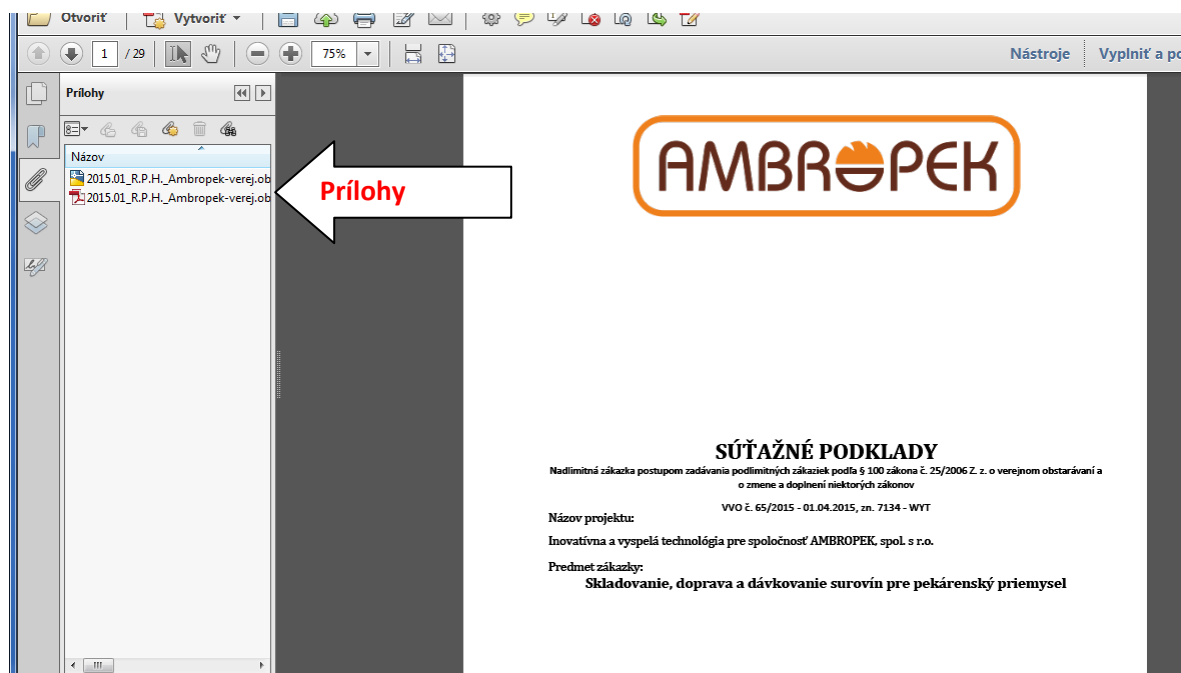 Otvoriť Vytvoriť
1 / 29 75% Nástroje Vyplniť a po
Prílohy
Názov
2015.01_R.P.H._Ambropek-verej.ob
2015.01_R.P.H._Ambropek-verej.ob
Prílohy
AMBROPEK
SÚŤAŽNÉ PODKLADY
Nadlimitná zákazka postupom zadávania podlimitných zákaziek podľa § 100 zákona č. 25/2006 Z. z. o verejnom obstarávaní a
o zmene a doplnení niektorých zákonov
VVO č. 65/2015 - 01.04.2015, zn. 7134 - WYT
Názov projektu:
Inovatívna a vyspelá technológia pre spoločnosť AMBROPEK, spol. s r.o.
Predmet zákazky:
Skladovanie, doprava a dávkovanie surovín pre pekárenský priemysel